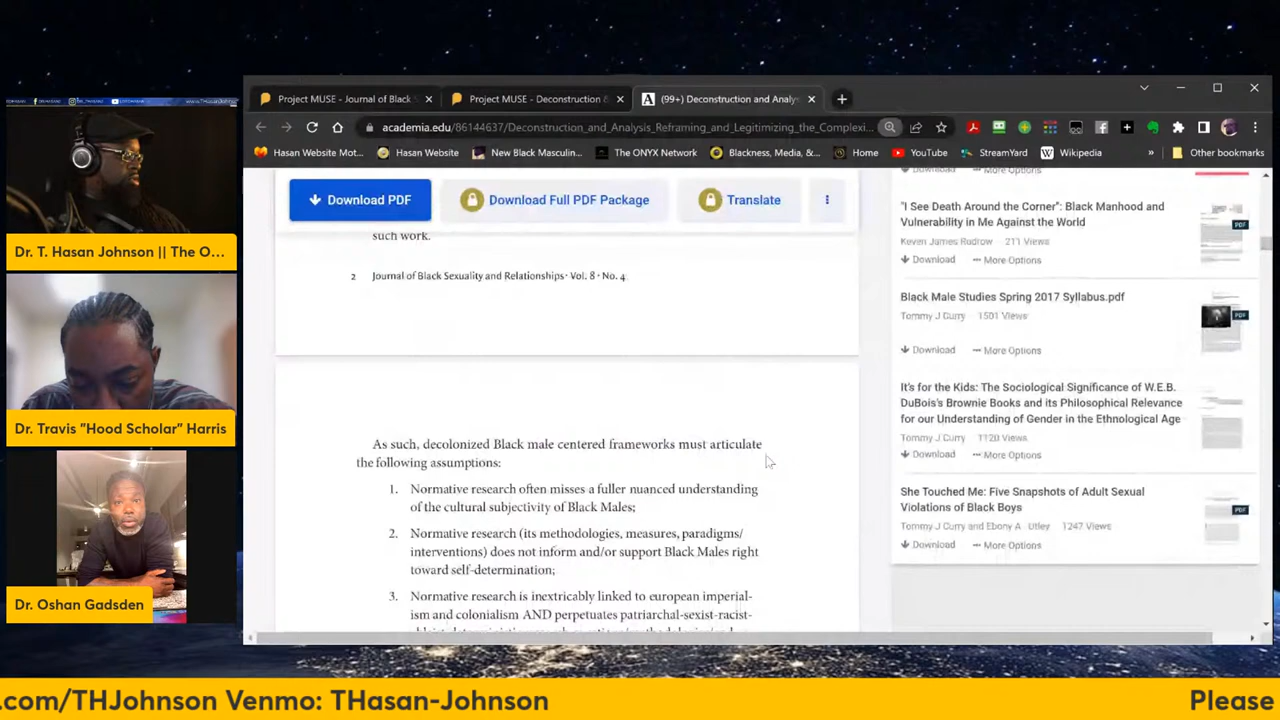 Dr. T. Hasan Johnson || The O...
Dr. Travis "Hood Scholar" Harris
Dr. Oshan Gadsden
Project MUSE - Journal of Black
Project MUSE - Deconstruction &
(99+) Deconstruction and Analys
academia.edu/86144637/Deconstruction_and_Analysis_Reframing_and_Legitimizing_the_Complexi...
Hasan Website Mot...
Hasan Website
New Black Masculin...
The ONYX Network
Blackness, Media, &...
Home
YouTube
StreamYard
Wikipedia
»
Other bookmarks
Download PDF
Download Full PDF Package
Translate
such work.
2 Journal of Black Sexuality and Relationships · Vol. 8 · No. 4
As such, decolonized Black male centered frameworks must articulate
the following assumptions:
1. Normative research often misses a fuller nuanced understanding
of the cultural subjectivity of Black Males;
2. Normative research (its methodologies, measures, paradigms/
interventions) does not inform and/or support Black Males right
toward self-determination;
3. Normative research is inextricably linked to european imperial-
ism and colonialism AND perpetuates patriarchal-sexist-racist-
Download ••• More Options
"I See Death Around the Corner": Black Manhood and
Vulnerability in Me Against the World
Keven James Rudrow 211 Views
Download ••• More Options
PDF
Black Male Studies Spring 2017 Syllabus.pdf
Tommy J Curry 1501 Views
Download ••• More Options
PDF
It's for the Kids: The Sociological Significance of W.E.B.
DuBois's Brownie Books and its Philosophical Relevance
for our Understanding of Gender in the Ethnological Age
Tommy J Curry 1120 Views
Download ••• More Options
PDF
She Touched Me: Five Snapshots of Adult Sexual
Violations of Black Boys
Tommy J Curry and Ebony A Utley 1247 Views
Download ••• More Options
PDF
.com/THJohnson Venmo: THasan-Johnson
Please